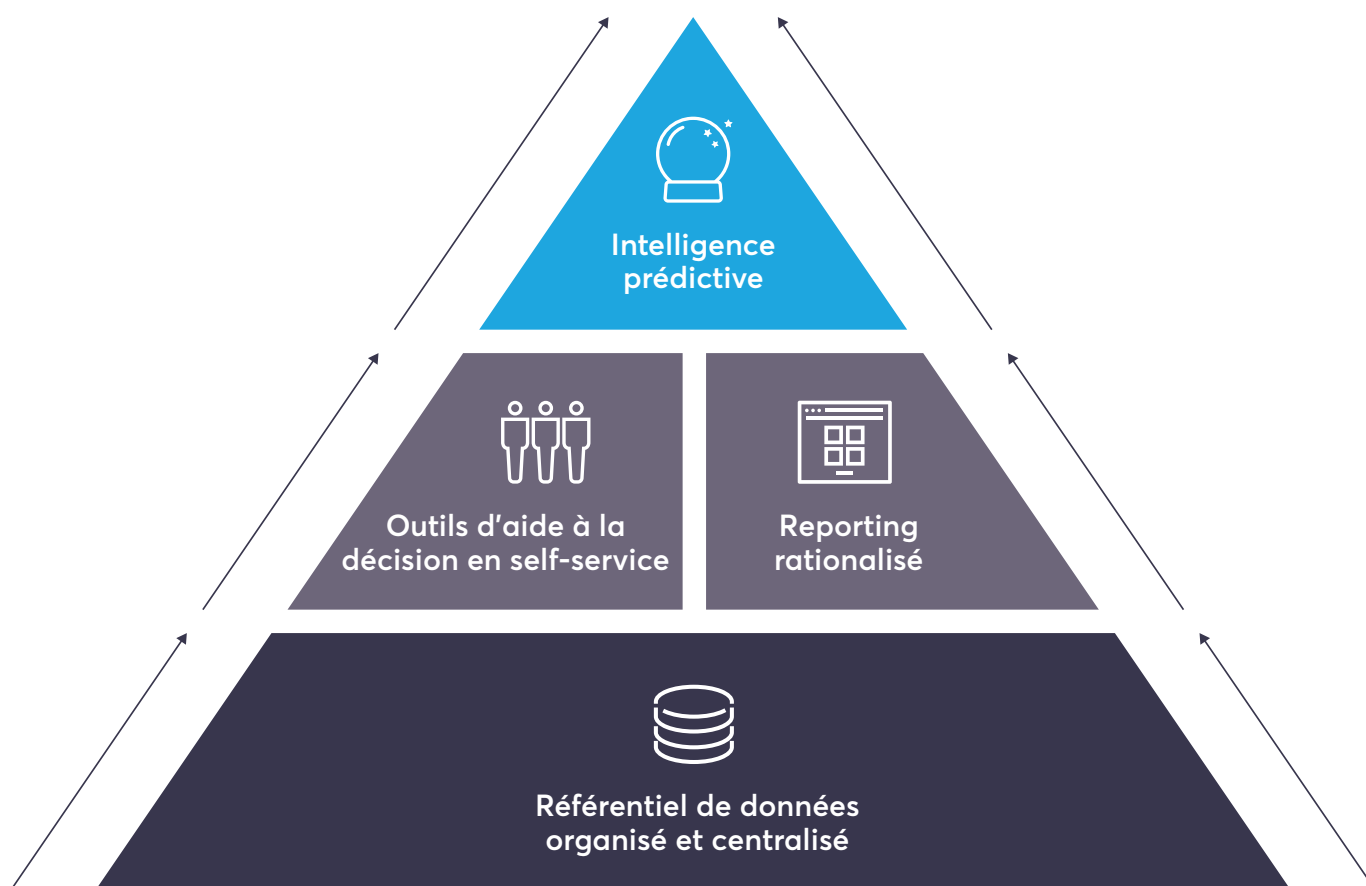 Intelligence
prédictive
Outils d'aide à la
décision en self-service
Reporting
rationalisé
Référentiel de données
organisé et centralisé